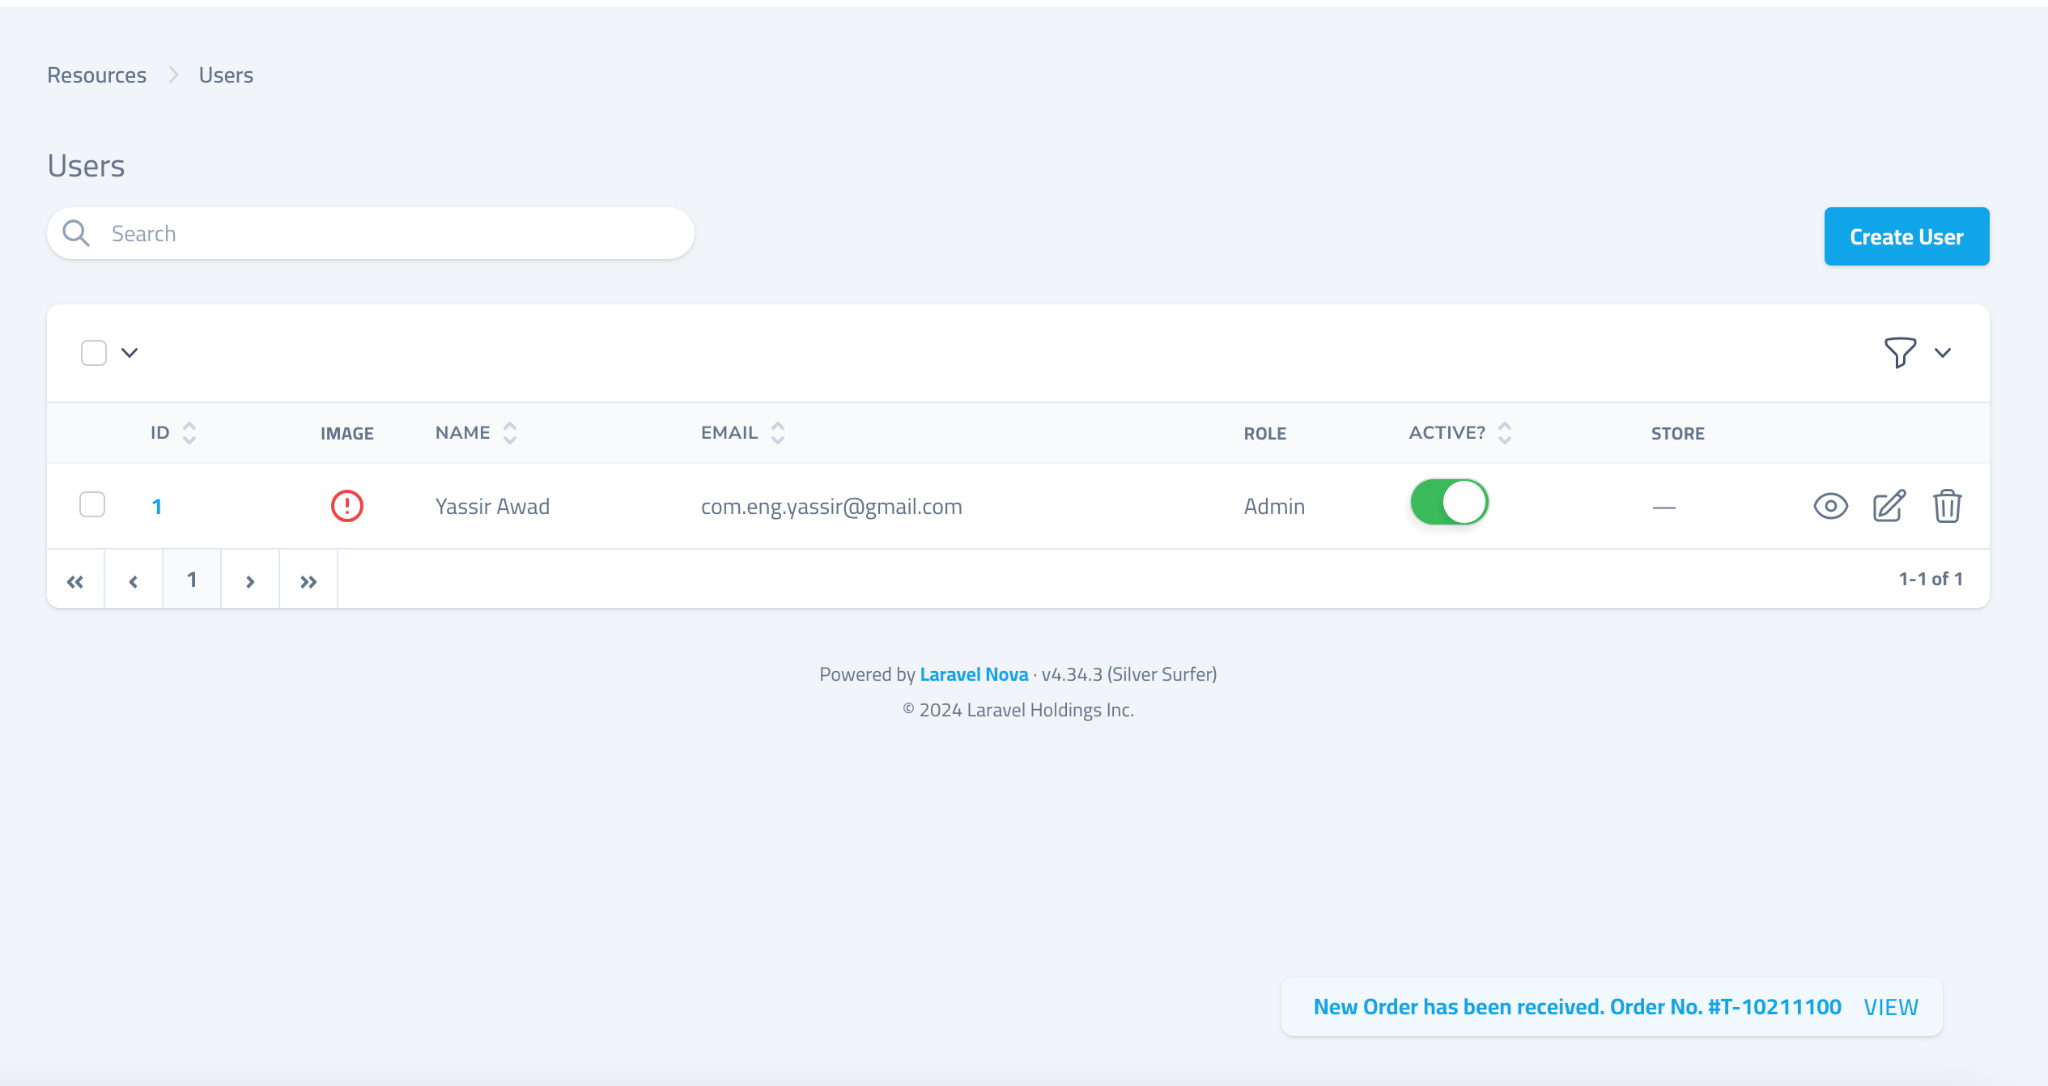 Resources > Users
Users
Search
Create User
ID IMAGE NAME EMAIL ROLE ACTIVE? STORE
1 Yassir Awad com.eng.yassir@gmail.com Admin —
« ‹ 1 › » 1-1 of 1
Powered by Laravel Nova · v4.34.3 (Silver Surfer)
© 2024 Laravel Holdings Inc.
New Order has been received. Order No. #T-10211100 VIEW